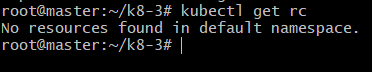 root@master:~/k8-3# kubectl get rc
No resources found in default namespace.
root@master:~/k8-3#